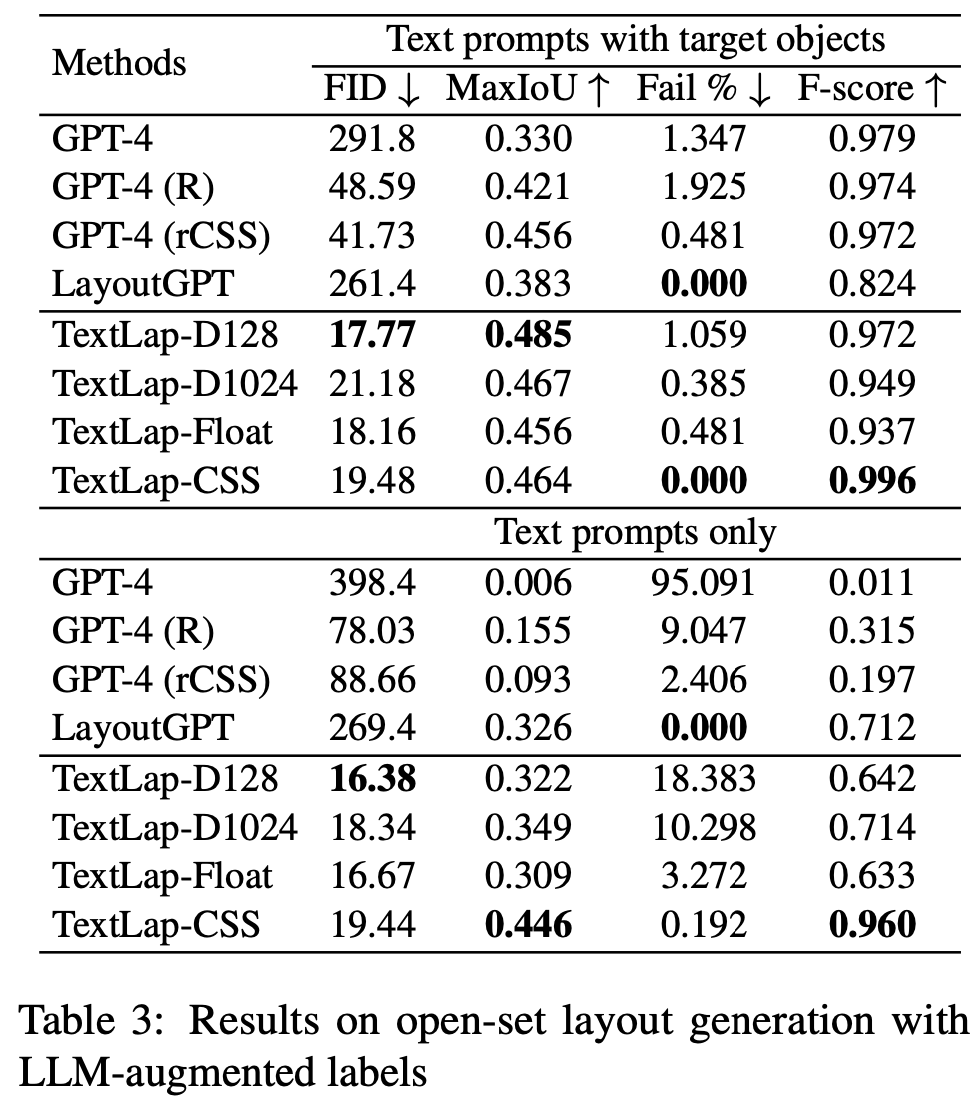 Methods Text prompts with target objects
FID ↓ MaxIoU ↑ Fail % ↓ F-score ↑
GPT-4 291.8 0.330 1.347 0.979
GPT-4 (R) 48.59 0.421 1.925 0.974
GPT-4 (rCSS) 41.73 0.456 0.481 0.972
LayoutGPT 261.4 0.383 0.000 0.824
TextLap-D128 17.77 0.485 1.059 0.972
TextLap-D1024 21.18 0.467 0.385 0.949
TextLap-Float 18.16 0.456 0.481 0.937
TextLap-CSS 19.48 0.464 0.000 0.996
Text prompts only
GPT-4 398.4 0.006 95.091 0.011
GPT-4 (R) 78.03 0.155 9.047 0.315
GPT-4 (rCSS) 88.66 0.093 2.406 0.197
LayoutGPT 269.4 0.326 0.000 0.712
TextLap-D128 16.38 0.322 18.383 0.642
TextLap-D1024 18.34 0.349 10.298 0.714
TextLap-Float 16.67 0.309 3.272 0.633
TextLap-CSS 19.44 0.446 0.192 0.960
Table 3: Results on open-set layout generation with
LLM-augmented labels